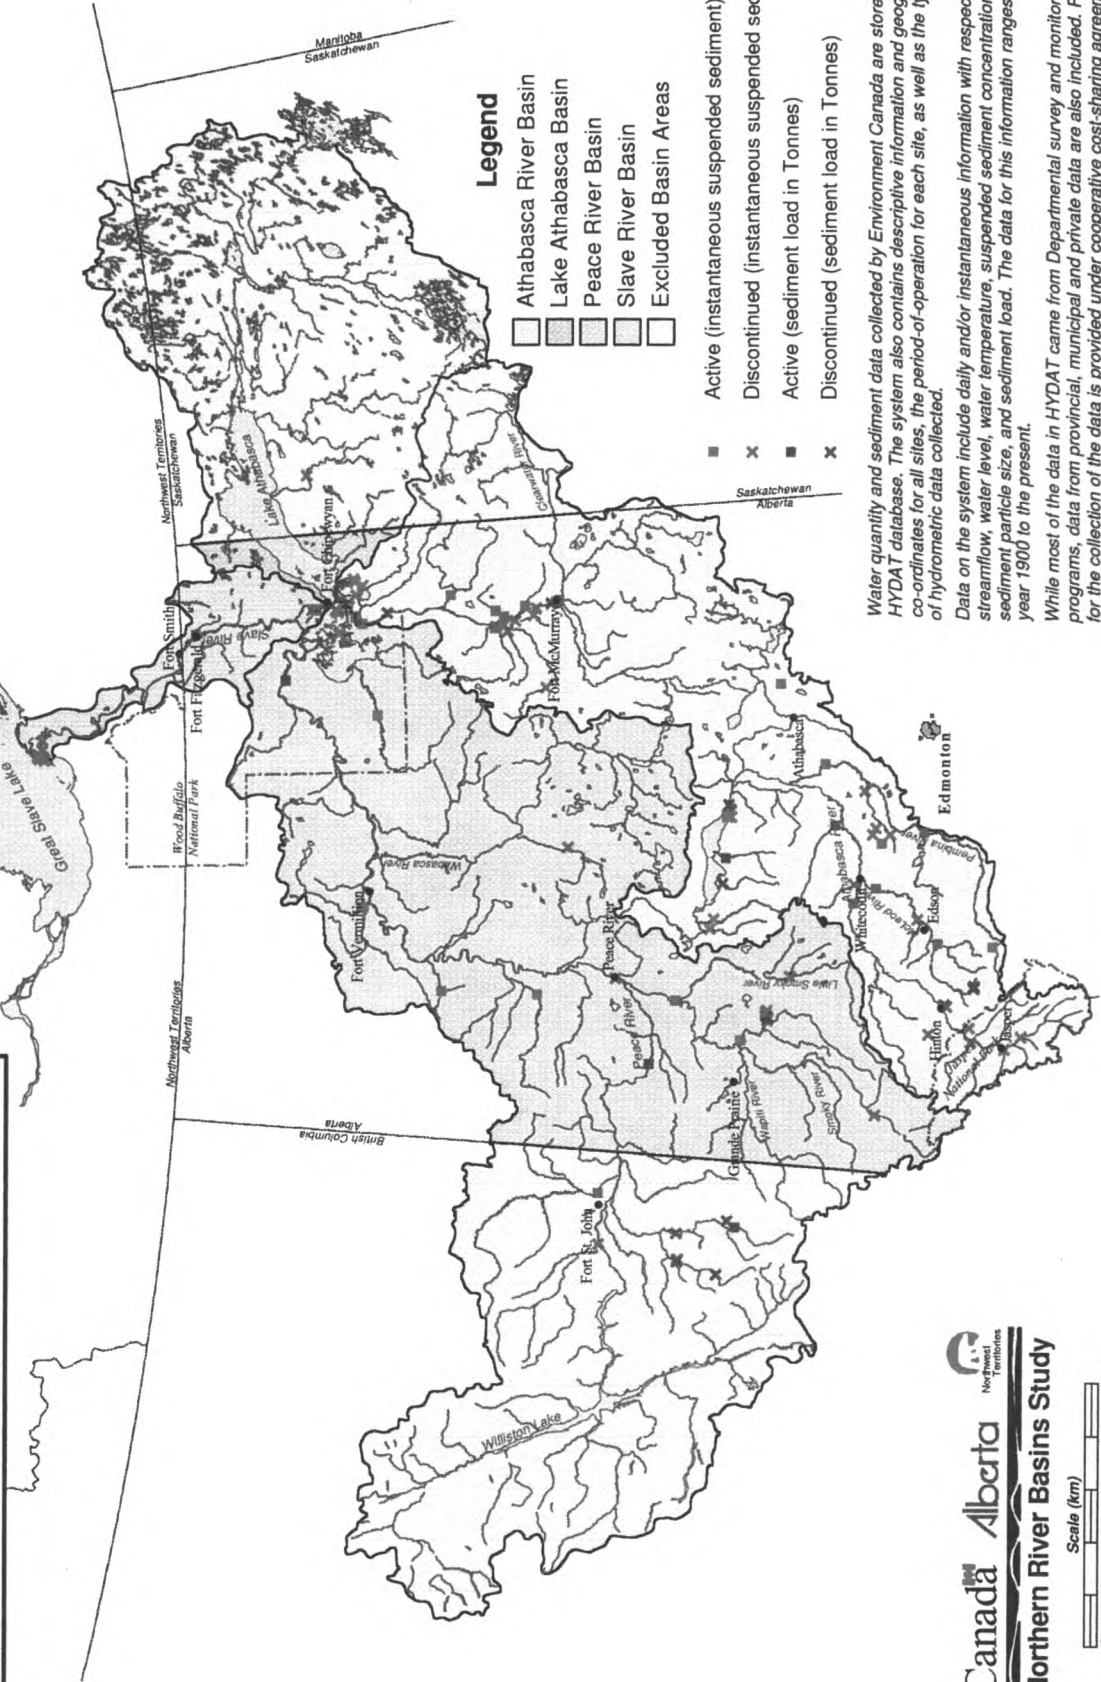 Manitoba
Saskatchewan
Great Slave Lake
Northwest Territories
Saskatchewan
Lake Athabasca
Fort Chipewyan
Fort Smith
Fort Fitzgerald
Slave River
Wood Buffalo
National Park
Northwest Territories
Alberta
Clearwater River
Saskatchewan
Alberta
Fort McMurray
Fort Vermilion
Wabasca River
Peace River
Peace River
British Columbia
Alberta
Athabasca
Athabasca River
Little Smoky River
Whitecourt
McLeod River
Edson
Pembina
River
Edmonton
Grande Prairie
Wapiti River
Smoky River
Hinton
Jasper
Jasper
National Park
Fort St. John
Williston Lake
Legend
Athabasca River Basin
Lake Athabasca Basin
Peace River Basin
Slave River Basin
Excluded Basin Areas
Active (instantaneous suspended sediment)
Discontinued (instantaneous suspended sed
Active (sediment load in Tonnes)
Discontinued (sediment load in Tonnes)
Water quantity and sediment data collected by Environment Canada are store
HYDAT database. The system also contains descriptive information and geog
co-ordinates for all sites, the period-of-operation for each site, as well as the ty
of hydrometric data collected.
Data on the system include daily and/or instantaneous information with respec
streamflow, water level, water temperature, suspended sediment concentration
sediment particle size, and sediment load. The data for this information ranges
year 1900 to the present.
While most of the data in HYDAT came from Departmental survey and monitor
programs, data from provincial, municipal and private data are also included. F
for the collection of the data is provided under cooperative cost-sharing agreem
Canada
Alberta
Northwest
Territories
Northern River Basins Study
Scale (km)